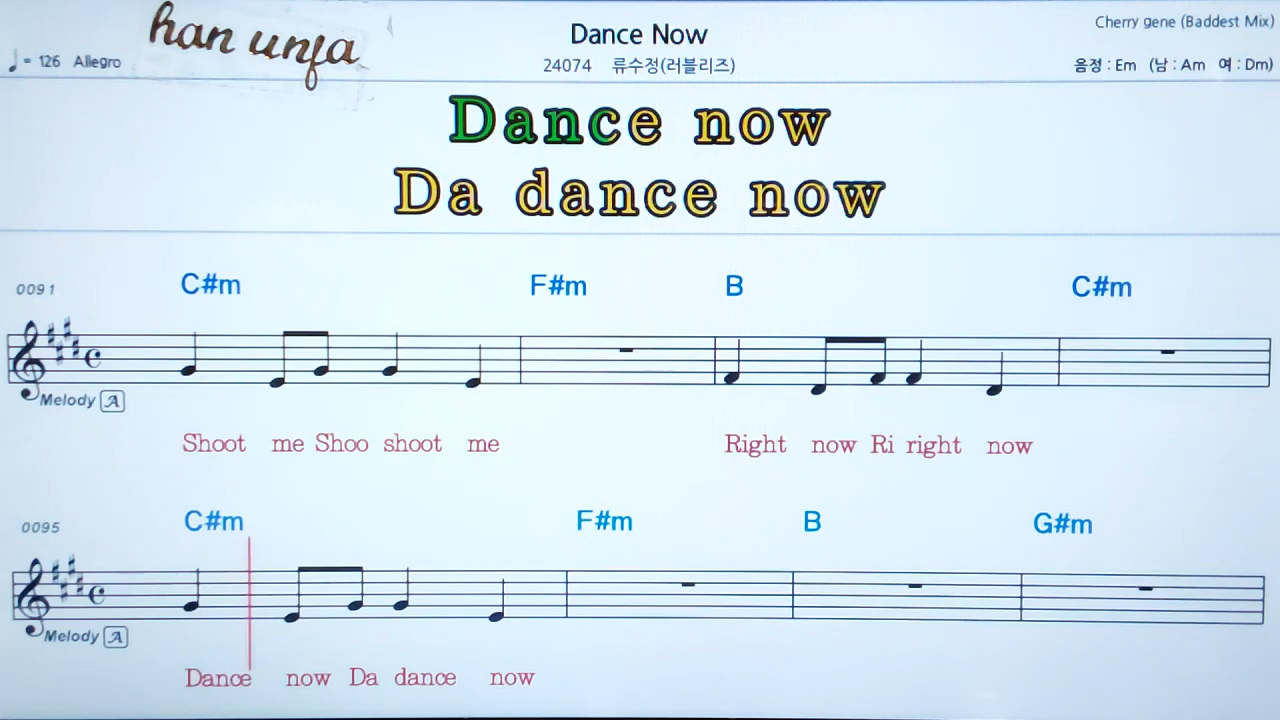 han unja
Dance Now
Cherry gene (Baddest Mix)
♩= 126 Allegro
24074 류수정(러블리즈)
음정 : Em (남 : Am 여 : Dm)
Dance now
Da dance now
0091 C#m F#m B C#m
Melody A
Shoot me Shoo shoot me Right now Ri right now
0095 C#m F#m B G#m
Melody A
Dance now Da dance now